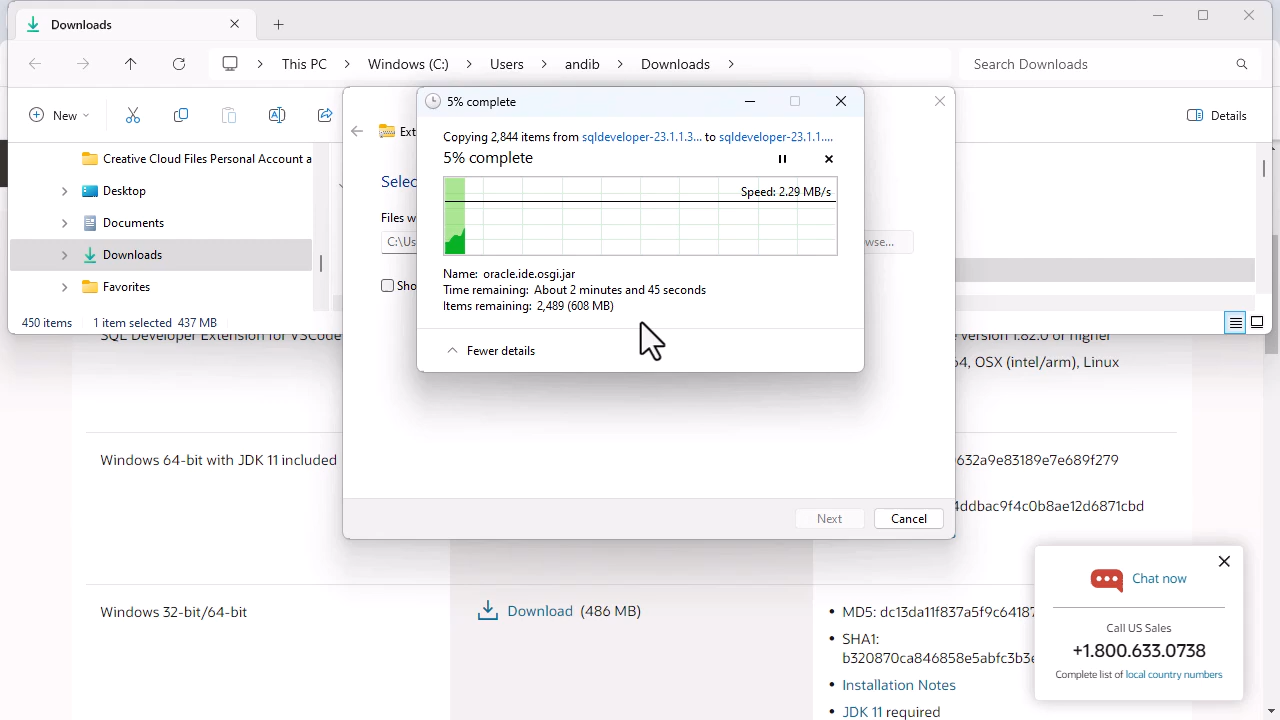 Downloads
This PC
Windows (C:)
Users
andib
Downloads
Search Downloads
New
Details
Creative Cloud Files Personal Account a
Desktop
Documents
Downloads
Favorites
450 items
1 item selected 437 MB
Ext
Selec
Files w
C:\Us
wse...
Sho
5% complete
Copying 2,844 items from sqldeveloper-23.1.1.3... to sqldeveloper-23.1.1....
5% complete
Speed: 2.29 MB/s
Name: oracle.ide.osgi.jar
Time remaining: About 2 minutes and 45 seconds
Items remaining: 2,489 (608 MB)
Fewer details
Next
Cancel
SQL Developer Extension for VSCode
e version 1.82.0 or higher
64, OSX (intel/arm), Linux
Windows 64-bit with JDK 11 included
632a9e83189e7e689f279
4ddbac9f4c0b8ae12d6871cbd
Windows 32-bit/64-bit
Download (486 MB)
• MD5: dc13da11f837a5f9c64187
• SHA1:
b320870ca846858e5abfc3b3e
• Installation Notes
• JDK 11 required
Chat now
Call US Sales
+1.800.633.0738
Complete list of local country numbers